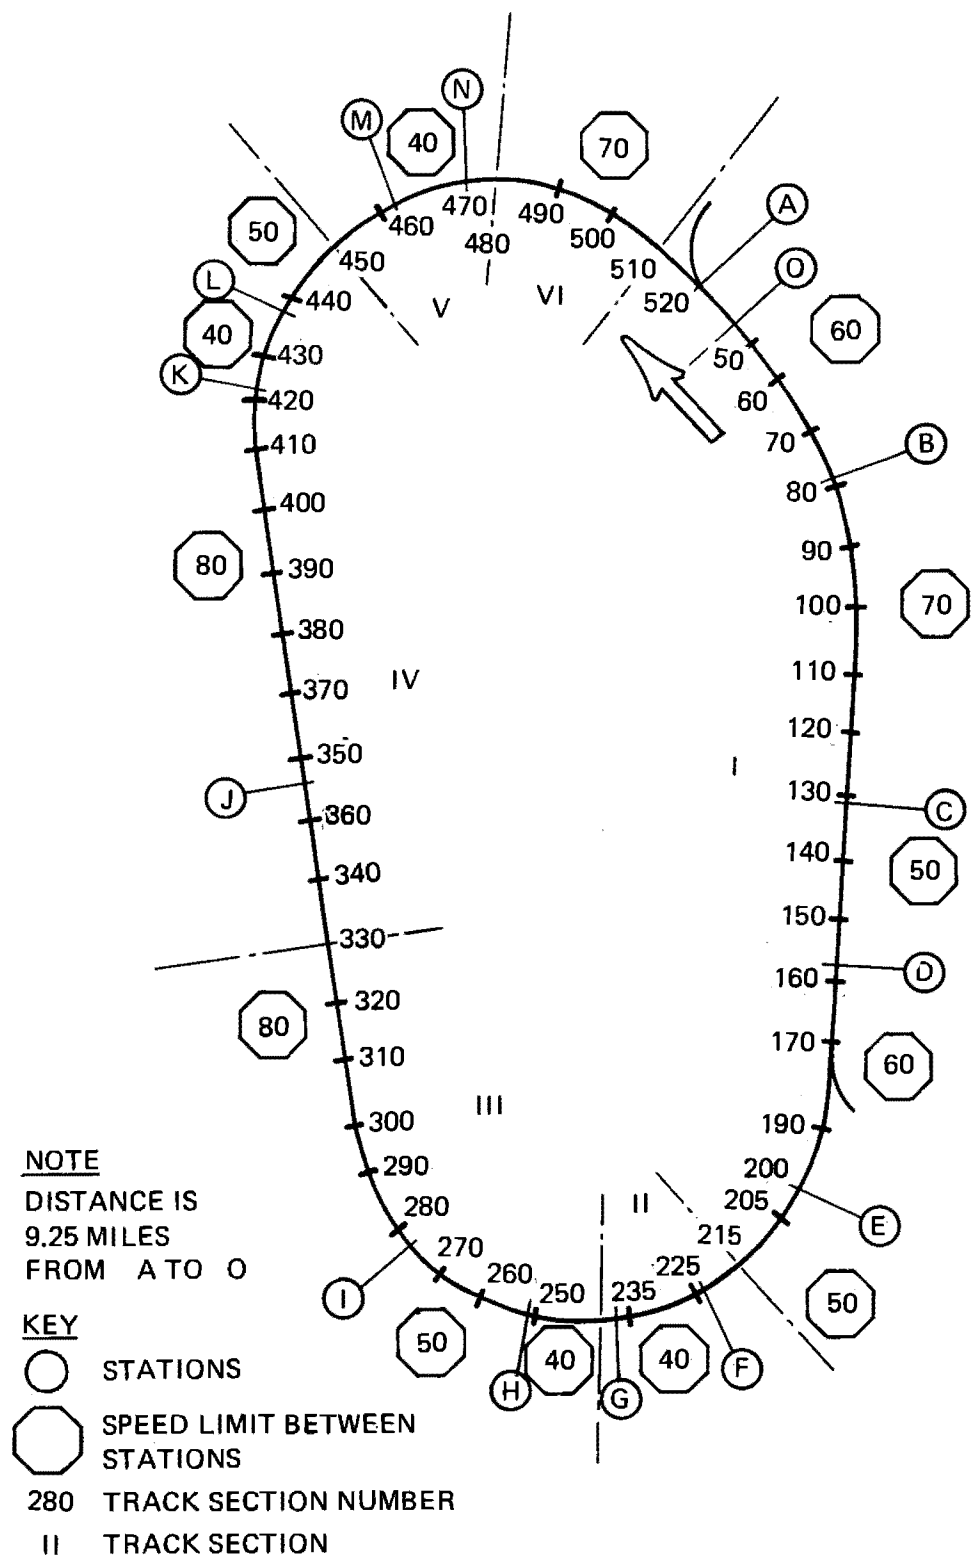 N
M
40
70
A
470
490
460
500
480
50
O
450
510
L
440
V
VI
520
60
40
430
50
K
420
60
410
70
B
80
400
90
80
390
100
70
380
110
IV
370
120
350
I
J
130
C
360
140
340
50
150
330
D
160
320
80
170
310
60
III
300
190
NOTE
290
200
DISTANCE IS
280
II
205
E
9.25 MILES
270
215
FROM A TO O
260
225
250
235
I
50
50
KEY
40
40
F
STATIONS
H
G
SPEED LIMIT BETWEEN
STATIONS
280 TRACK SECTION NUMBER
II TRACK SECTION